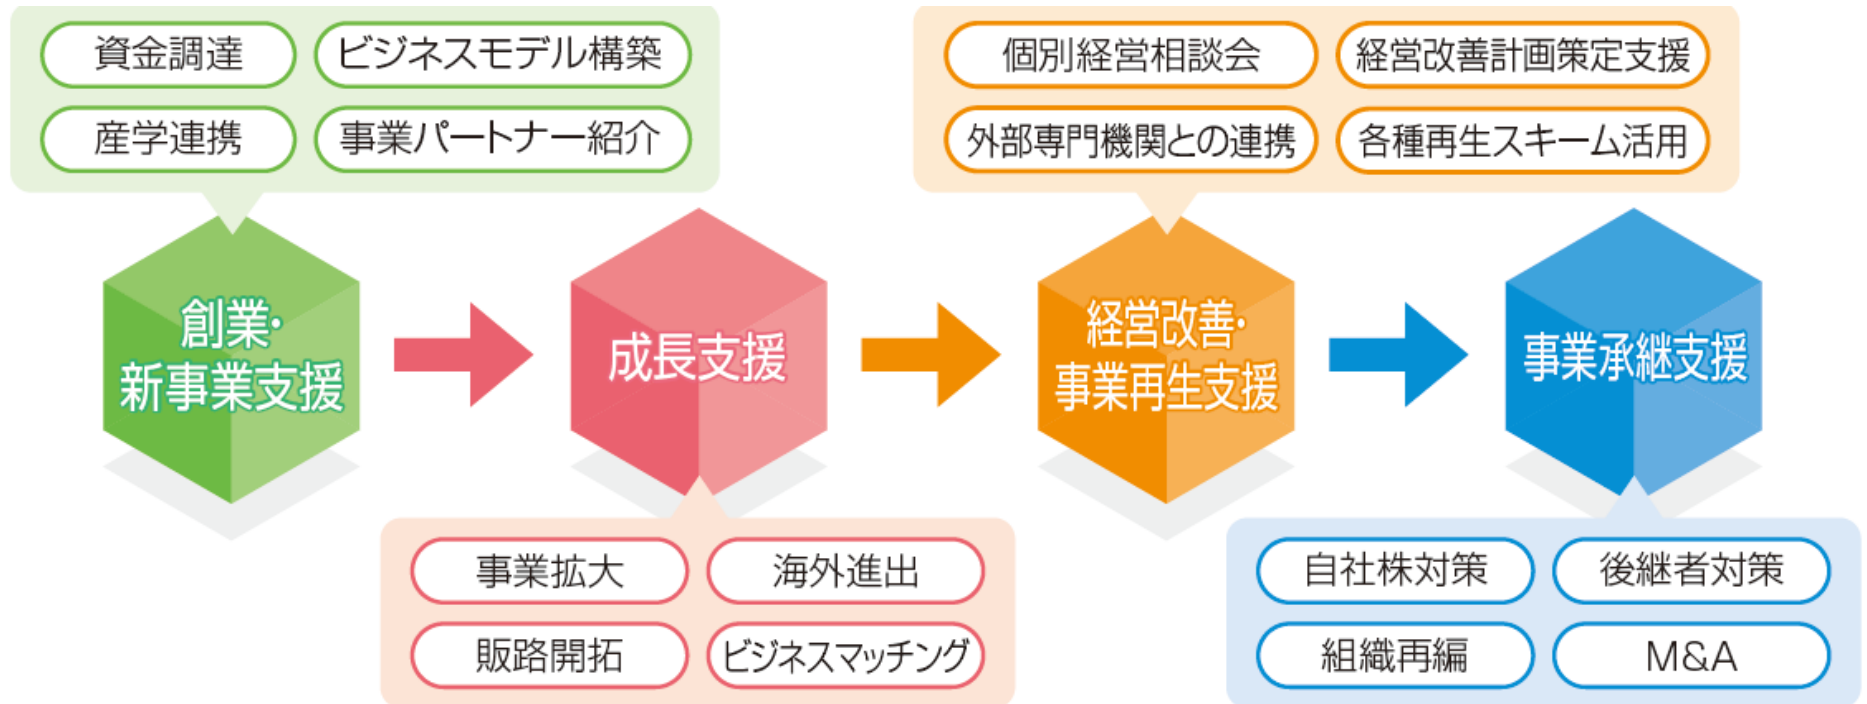 資金調達
ビジネスモデル構築
産学連携
事業パートナー紹介
個別経営相談会
経営改善計画策定支援
外部専門機関との連携
各種再生スキーム活用
創業・
新事業支援
成長支援
経営改善・
事業再生支援
事業承継支援
事業拡大
海外進出
販路開拓
ビジネスマッチング
自社株対策
後継者対策
組織再編
M&A